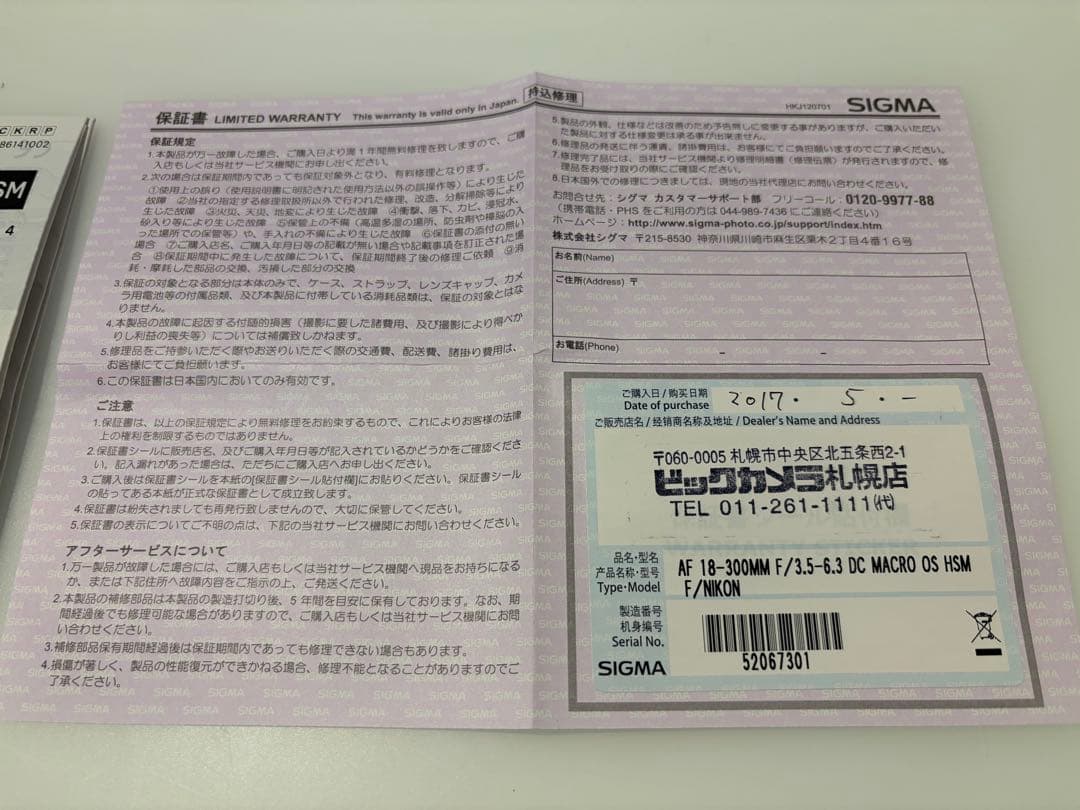 CKRP
86141002
SM
4
保証書 LIMITED WARRANTY This warranty is valid only in Japan. 持込修理
HKJ120701 SIGMA
保証規定
1.本製品が万一故障した場合、ご購入日より満1年間無料修理を致しますので、ご購
入店もしくは当社サービス機関にお申し出ください。
2.次の場合は保証期間内であっても保証対象外となり、有料修理となります。
①使用上の誤り（使用説明書に明記された使用方法以外の誤操作等）により生じた
故障 ②当社の指定する修理取扱所以外で行われた修理、改造、分解掃除等により
生じた故障 ③火災、天災、地変により生じた故障 ④衝撃、落下、カビ、浸冠水、
砂入り等により生じた故障 ⑤保管上の不備（高温多湿の場所、防虫剤や樟脳の入
った場所での保管等）や、手入れの不備により生じた故障 ⑥保証書の添付の無い
場合 ⑦ご購入店名、ご購入年月日等の記載が無い場合や記載事項を訂正された場
合 ⑧保証期間中に発生した故障について、保証期間終了後の修理ご依頼 ⑨消
耗・摩耗した部品の交換、汚損した部分の交換
3.保証の対象となる部分は本体のみで、ケース、ストラップ、レンズキャップ、カメ
ラ用電池等の付属品類、及び本製品に付帯している消耗品類は、保証の対象とはな
りません。
4.本製品の故障に起因する付随的損害（撮影に要した諸費用、及び撮影により得べか
りし利益の喪失等）については補償致しかねます。
5.修理品をご持参いただく際やお送りいただく際の交通費、配送費、諸掛り費用は、
お客様にてご負担願います。
6.この保証書は日本国内においてのみ有効です。
ご注意
1.保証書は、以上の保証規定により無料修理をお約束するもので、これによりお客様の法律
上の権利を制限するものではありません。
2.保証書シールに販売店名、及びご購入年月日等が記入されているかどうかをご確認くださ
い。記入漏れがあった場合は、ただちにご購入店へお申し出ください。
3.ご購入後は保証書シールを本紙の[保証書シール貼付欄]にお貼りください。保証書シール
の貼ってある本紙が正式な保証書として成立致します。
4.保証書は紛失されましても再発行致しませんので、大切に保管してください。
5.保証書の表示についてご不明の点は、下記の当社サービス機関にお問い合わせください。
アフターサービスについて
1.万一製品が故障した場合には、ご購入店もしくは当社サービス機関へ現品をお持ちになる
か、または下記住所へ故障内容をご指示の上、ご発送ください。
2.本製品の補修部品は本製品の製造打切り後、5年間を目安に保有しております。なお、期
間経過後でも修理可能な場合がありますので、ご購入店もしくは当社サービス機関にお問
い合わせください。
3.補修部品保有期間経過後は保証期間内であっても修理できない場合もあります。
4.損傷が著しく、製品の性能復元ができかねる場合、修理不能となることがありますのでご
了承ください。
5.製品の外観、仕様などは改善のため予告無しに変更する事がありますが、ご購入いただい
た製品に対する仕様変更は承る事が出来ません。
6.修理品の発送に伴う運賃、諸掛費用は、お客様にてご負担願いますのでご了承ください。
7.修理完了品には、当社サービス機関より修理明細書（修理伝票）が発行されますので、修
理品をお受け取りの際にご確認ください。
8.日本国外での修理につきましては、現地の当社代理店にお問い合わせください。
お問合せ先：シグマ カスタマーサポート部 フリーコール：0120-9977-88
（携帯電話・PHS をご利用の方は 044-989-7436 にご連絡ください）
ホームページ：http://www.sigma-photo.co.jp/support/index.htm
株式会社シグマ 〒215-8530 神奈川県川崎市麻生区栗木2丁目4番16号
お名前(Name)
ご住所(Address) 〒
お電話(Phone) - -
ご購入日 / 购买日期
Date of purchase 2017. 5. -
ご販売店名 / 经销商名称及地址 / Dealer's Name and Address
〒060-0005 札幌市中央区北五条西2-1
ビックカメラ札幌店
TEL 011-261-1111㈹
品名・型名
产品名称・型号
Type・Model
AF 18-300MM F/3.5-6.3 DC MACRO OS HSM
F/NIKON
製造番号
机身编号
Serial No.
52067301
SIGMA